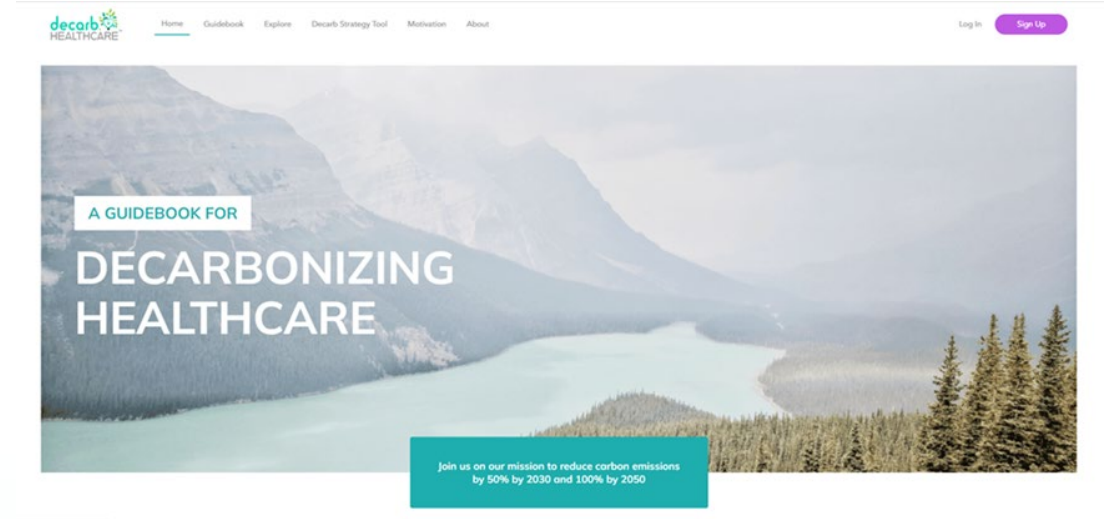 decarb
HEALTHCARE™
Home Guidebook Explore Decarb Strategy Tool Motivation About
Log In Sign Up
A GUIDEBOOK FOR
DECARBONIZING
HEALTHCARE
Join us on our mission to reduce carbon emissions
by 50% by 2030 and 100% by 2050